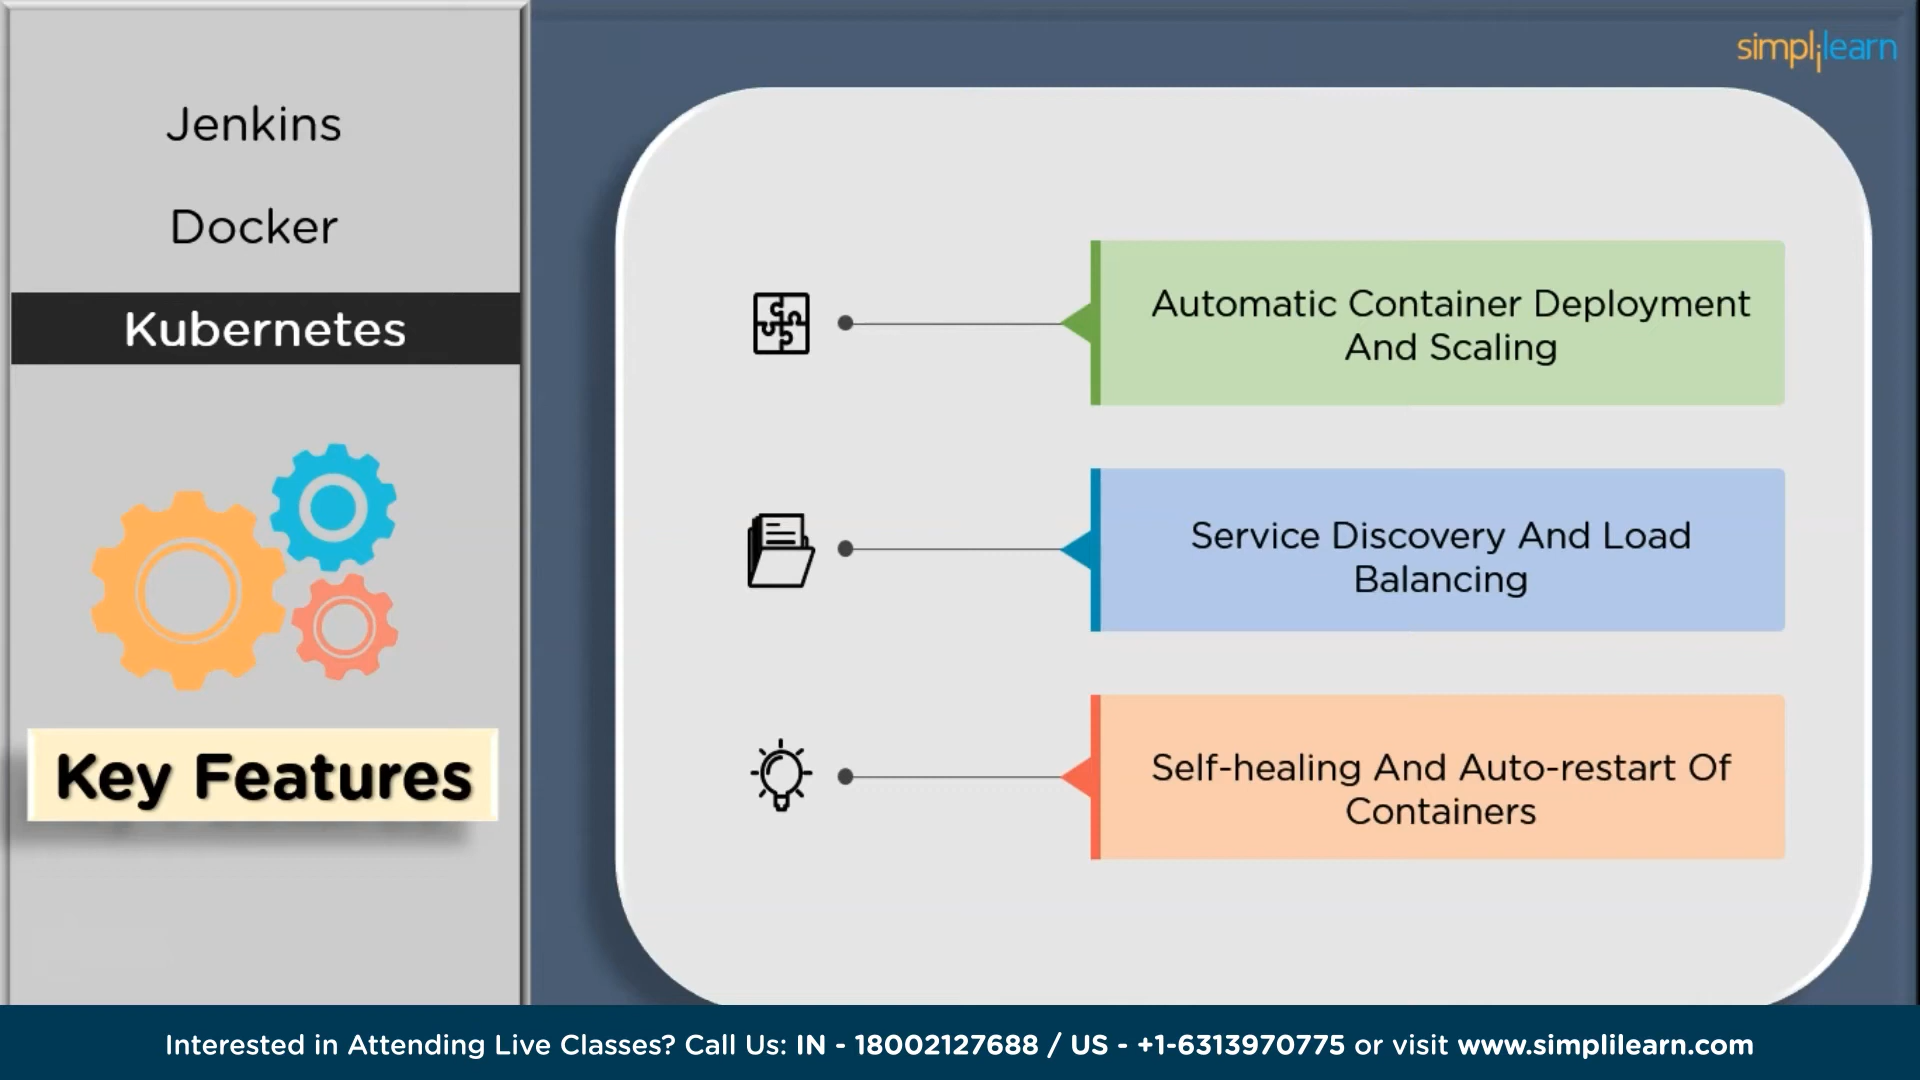 simplilearn
Jenkins
Docker
Kubernetes
Key Features
Automatic Container Deployment
And Scaling
Service Discovery And Load
Balancing
Self-healing And Auto-restart Of
Containers
Interested in Attending Live Classes? Call Us: IN - 18002127688 / US - +1-6313970775 or visit www.simplilearn.com